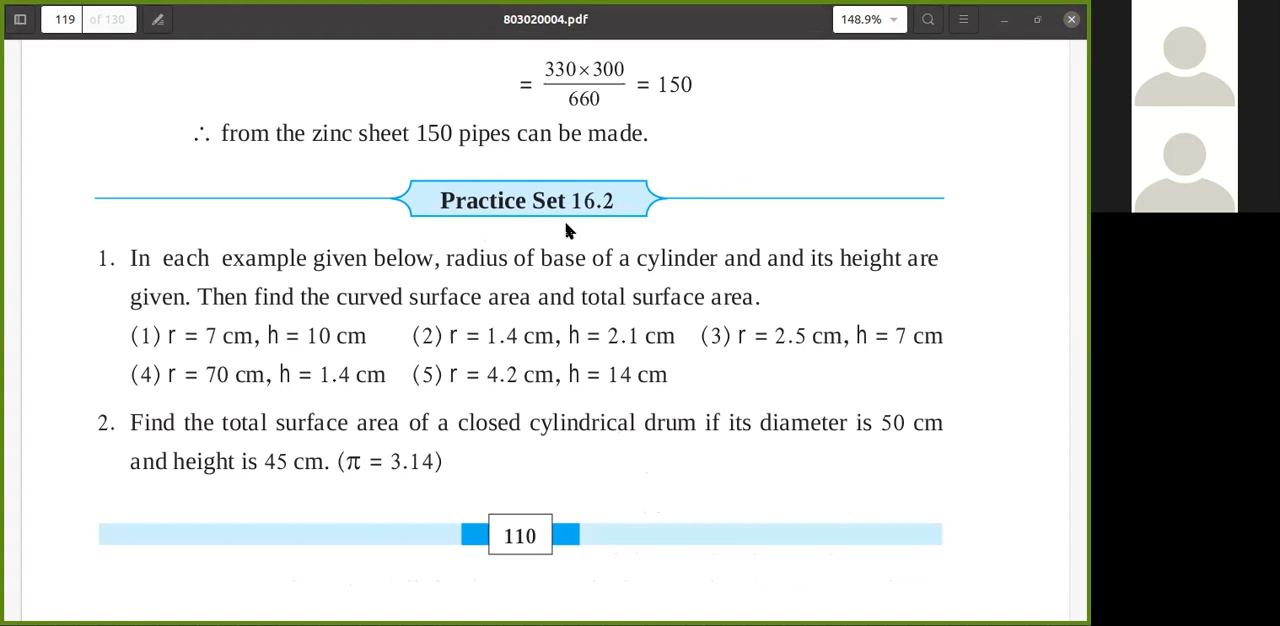 119 of 130 803020004.pdf 148.9%
= 330×300 / 660 = 150
∴ from the zinc sheet 150 pipes can be made.
Practice Set 16.2
1. In each example given below, radius of base of a cylinder and and its height are
given. Then find the curved surface area and total surface area.
(1) r = 7 cm, h = 10 cm (2) r = 1.4 cm, h = 2.1 cm (3) r = 2.5 cm, h = 7 cm
(4) r = 70 cm, h = 1.4 cm (5) r = 4.2 cm, h = 14 cm
2. Find the total surface area of a closed cylindrical drum if its diameter is 50 cm
and height is 45 cm. (π = 3.14)
110